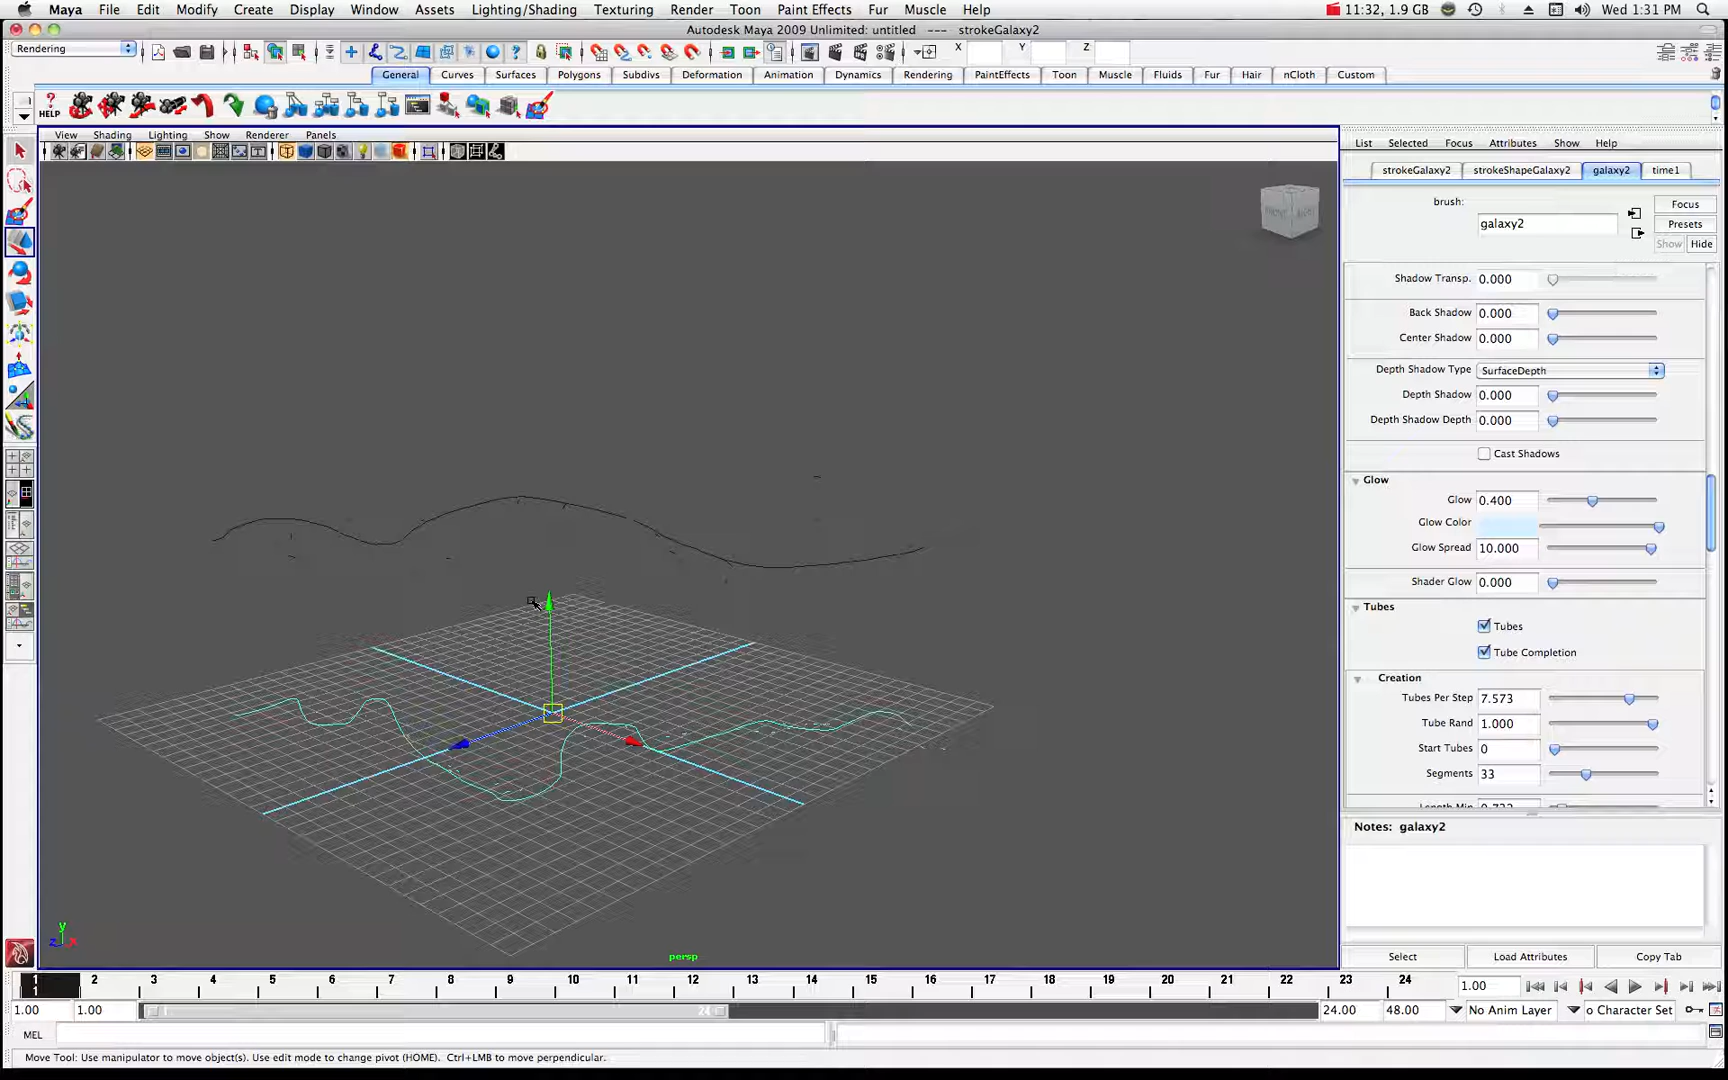 Maya File Edit Modify Create Display Window Assets Lighting/Shading Texturing Render Toon Paint Effects Fur Muscle Help 11:32, 1.9 GB Wed 1:31 PM
Autodesk Maya 2009 Unlimited: untitled --- strokeGalaxy2
Rendering X Y Z
General Curves Surfaces Polygons Subdivs Deformation Animation Dynamics Rendering PaintEffects Toon Muscle Fluids Fur Hair nCloth Custom
HELP
View Shading Lighting Show Renderer Panels
List Selected Focus Attributes Show Help
strokeGalaxy2 strokeShapeGalaxy2 galaxy2 time1
brush: Focus
galaxy2 Presets
Show Hide
Shadow Transp. 0.000
Back Shadow 0.000
Center Shadow 0.000
Depth Shadow Type SurfaceDepth
Depth Shadow 0.000
Depth Shadow Depth 0.000
Cast Shadows
Glow
Glow 0.400
Glow Color
Glow Spread 10.000
Shader Glow 0.000
Tubes
Tubes
Tube Completion
Creation
Tubes Per Step 7.573
Tube Rand 1.000
Start Tubes 0
Segments 33
Notes: galaxy2
y
z x
persp
Select Load Attributes Copy Tab
1 2 3 4 5 6 7 8 9 10 11 12 13 14 15 16 17 18 19 20 21 22 23 24
1 1.00
1.00 1.00 24 24.00 48.00 No Anim Layer o Character Set
MEL
Move Tool: Use manipulator to move object(s). Use edit mode to change pivot (HOME). Ctrl+LMB to move perpendicular.